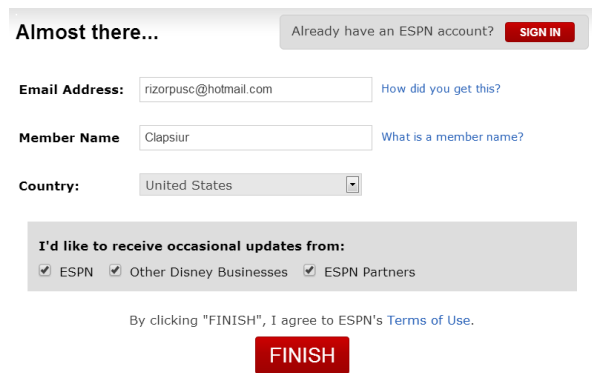 Almost there... Already have an ESPN account? SIGN IN
Email Address: rizorpusc@hotmail.com How did you get this?
Member Name Clapsiur What is a member name?
Country: United States
I'd like to receive occasional updates from:
ESPN Other Disney Businesses ESPN Partners
By clicking "FINISH", I agree to ESPN's Terms of Use.
FINISH